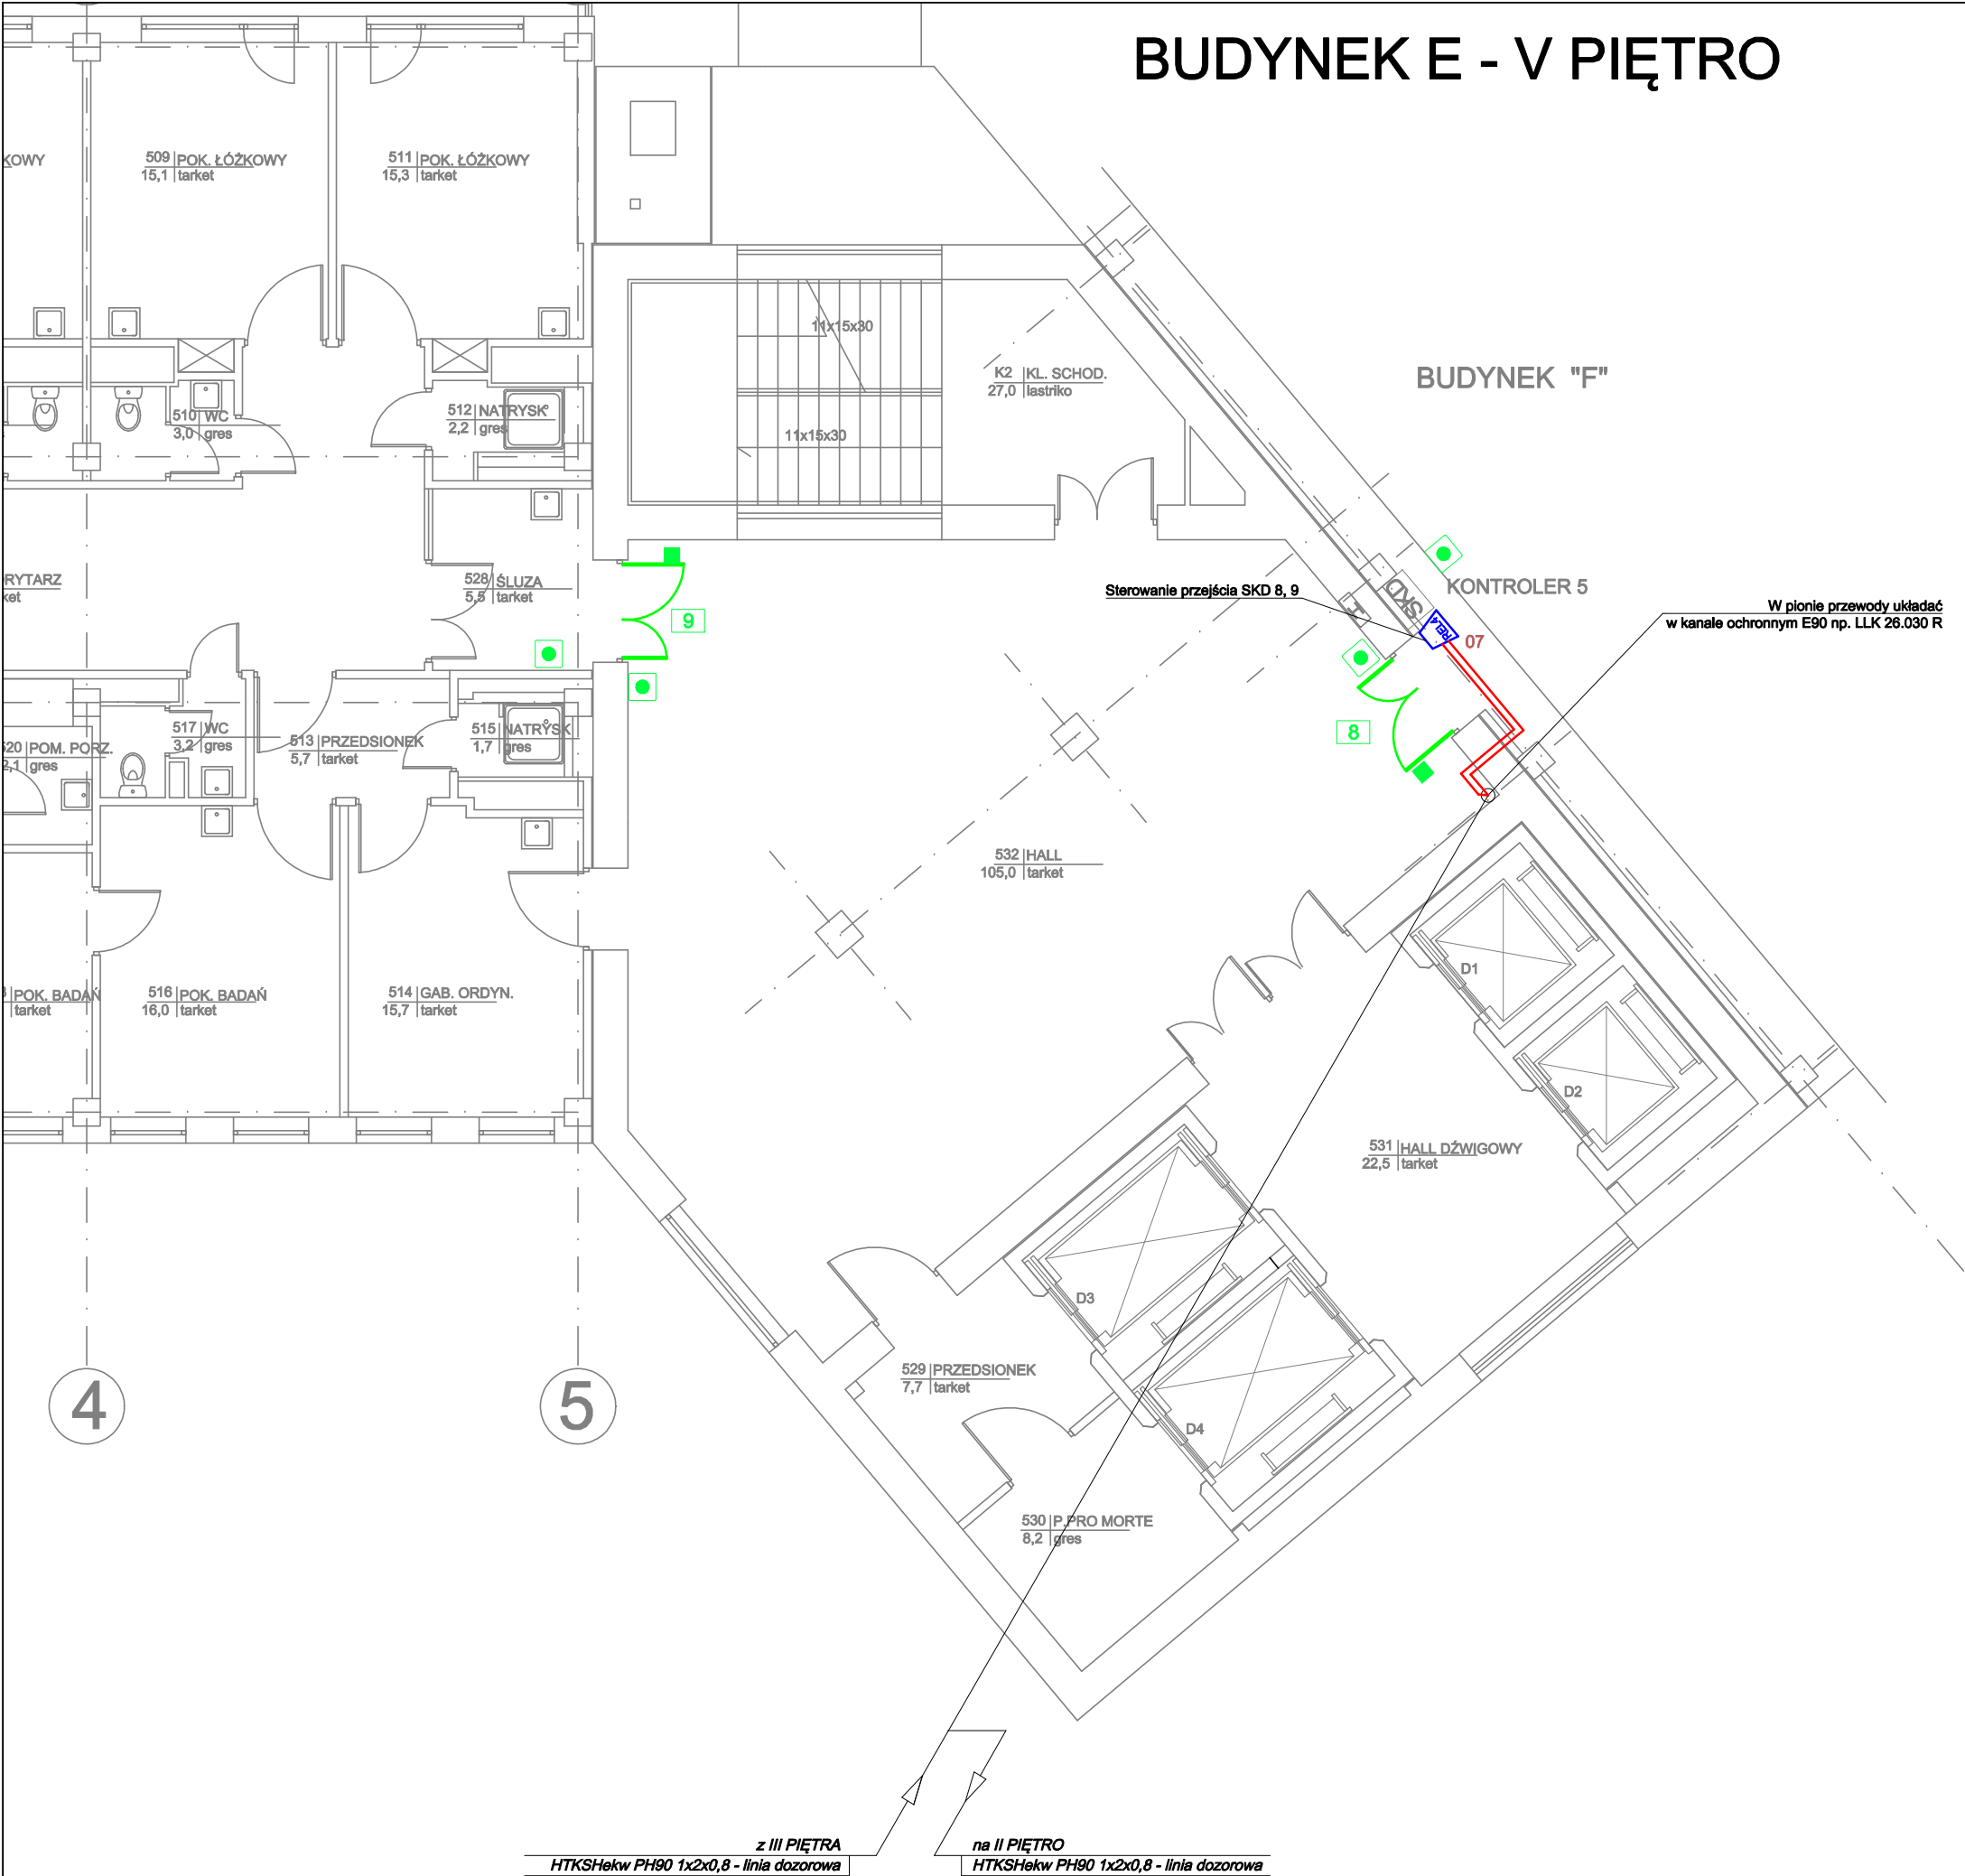 BUDYNEK E - V PIĘTRO
KOWY
509 POK. ŁÓŻKOWY
15,1 tarket
511 POK. ŁÓŻKOWY
15,3 tarket
11x15x30
K2 KL. SCHOD.
27,0 lastriko
BUDYNEK "F"
510 WC
3,0 gres
512 NATRYSK
2,2 gres
11x15x30
RYTARZ
ket
528 ŚLUZA
5,5 tarket
9
Sterowanie przejścia SKD 8, 9
H
SKD
REL4
07
KONTROLER 5
W pionie przewody układać
w kanale ochronnym E90 np. LLK 26.030 R
520 POM. PORZ.
2,1 gres
517 WC
3,2 gres
513 PRZEDSIONEK
5,7 tarket
515 NATRYSK
1,7 gres
8
532 HALL
105,0 tarket
POK. BADAŃ
tarket
516 POK. BADAŃ
16,0 tarket
514 GAB. ORDYN.
15,7 tarket
D1
D2
531 HALL DŹWIGOWY
22,5 tarket
D3
529 PRZEDSIONEK
7,7 tarket
D4
4
5
530 P.PRO MORTE
8,2 gres
z III PIĘTRA
HTKSHekw PH90 1x2x0,8 - linia dozorowa
na II PIĘTRO
HTKSHekw PH90 1x2x0,8 - linia dozorowa